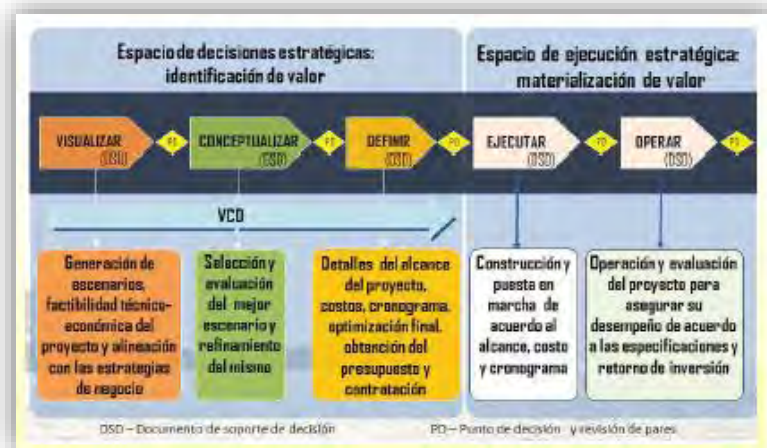 Espacio de decisiones estratégicas:
identificación de valor
Espacio de ejecución estratégica:
materialización de valor
VISUALIZAR
(DSD)
PD
CONCEPTUALIZAR
(DSD)
PD
DEFINIR
(DSD)
PD
EJECUTAR
(DSD)
PD
OPERAR
(DSD)
PD
VCD
Generación de
escenarios,
factibilidad técnico-
económica del
proyecto y alineación
con las estrategias
de negocio
Selección y
evaluación
del mejor
escenario y
refinamiento
del mismo
Detalles del alcance
del proyecto,
costos, cronograma,
optimización final,
obtención del
presupuesto y
contratación
Construcción y
puesta en
marcha de
acuerdo al
alcance, costo
y cronograma
Operación y evaluación
del proyecto para
asegurar su
desempeño de acuerdo
a las especificaciones y
retorno de inversión
DSD – Documento de soporte de decisión
PD – Punto de decisión y revisión de pares